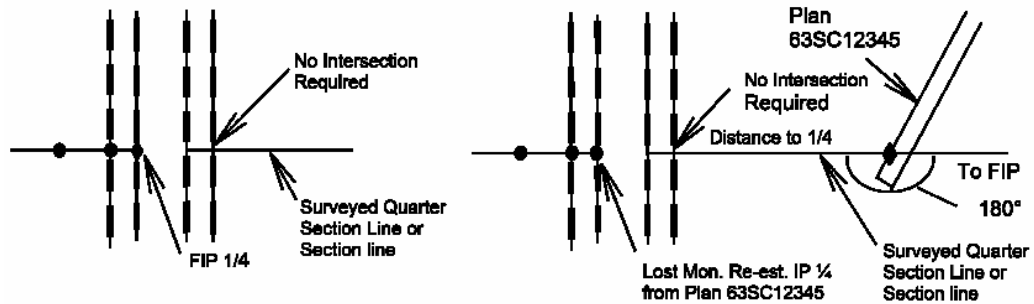 No Intersection
Required
Surveyed Quarter
Section Line or
Section line
FIP 1/4
Plan
63SC12345
No Intersection
Required
Distance to 1/4
To FIP
180°
Lost Mon. Re-est. IP ¼
from Plan 63SC12345
Surveyed Quarter
Section Line or
Section line